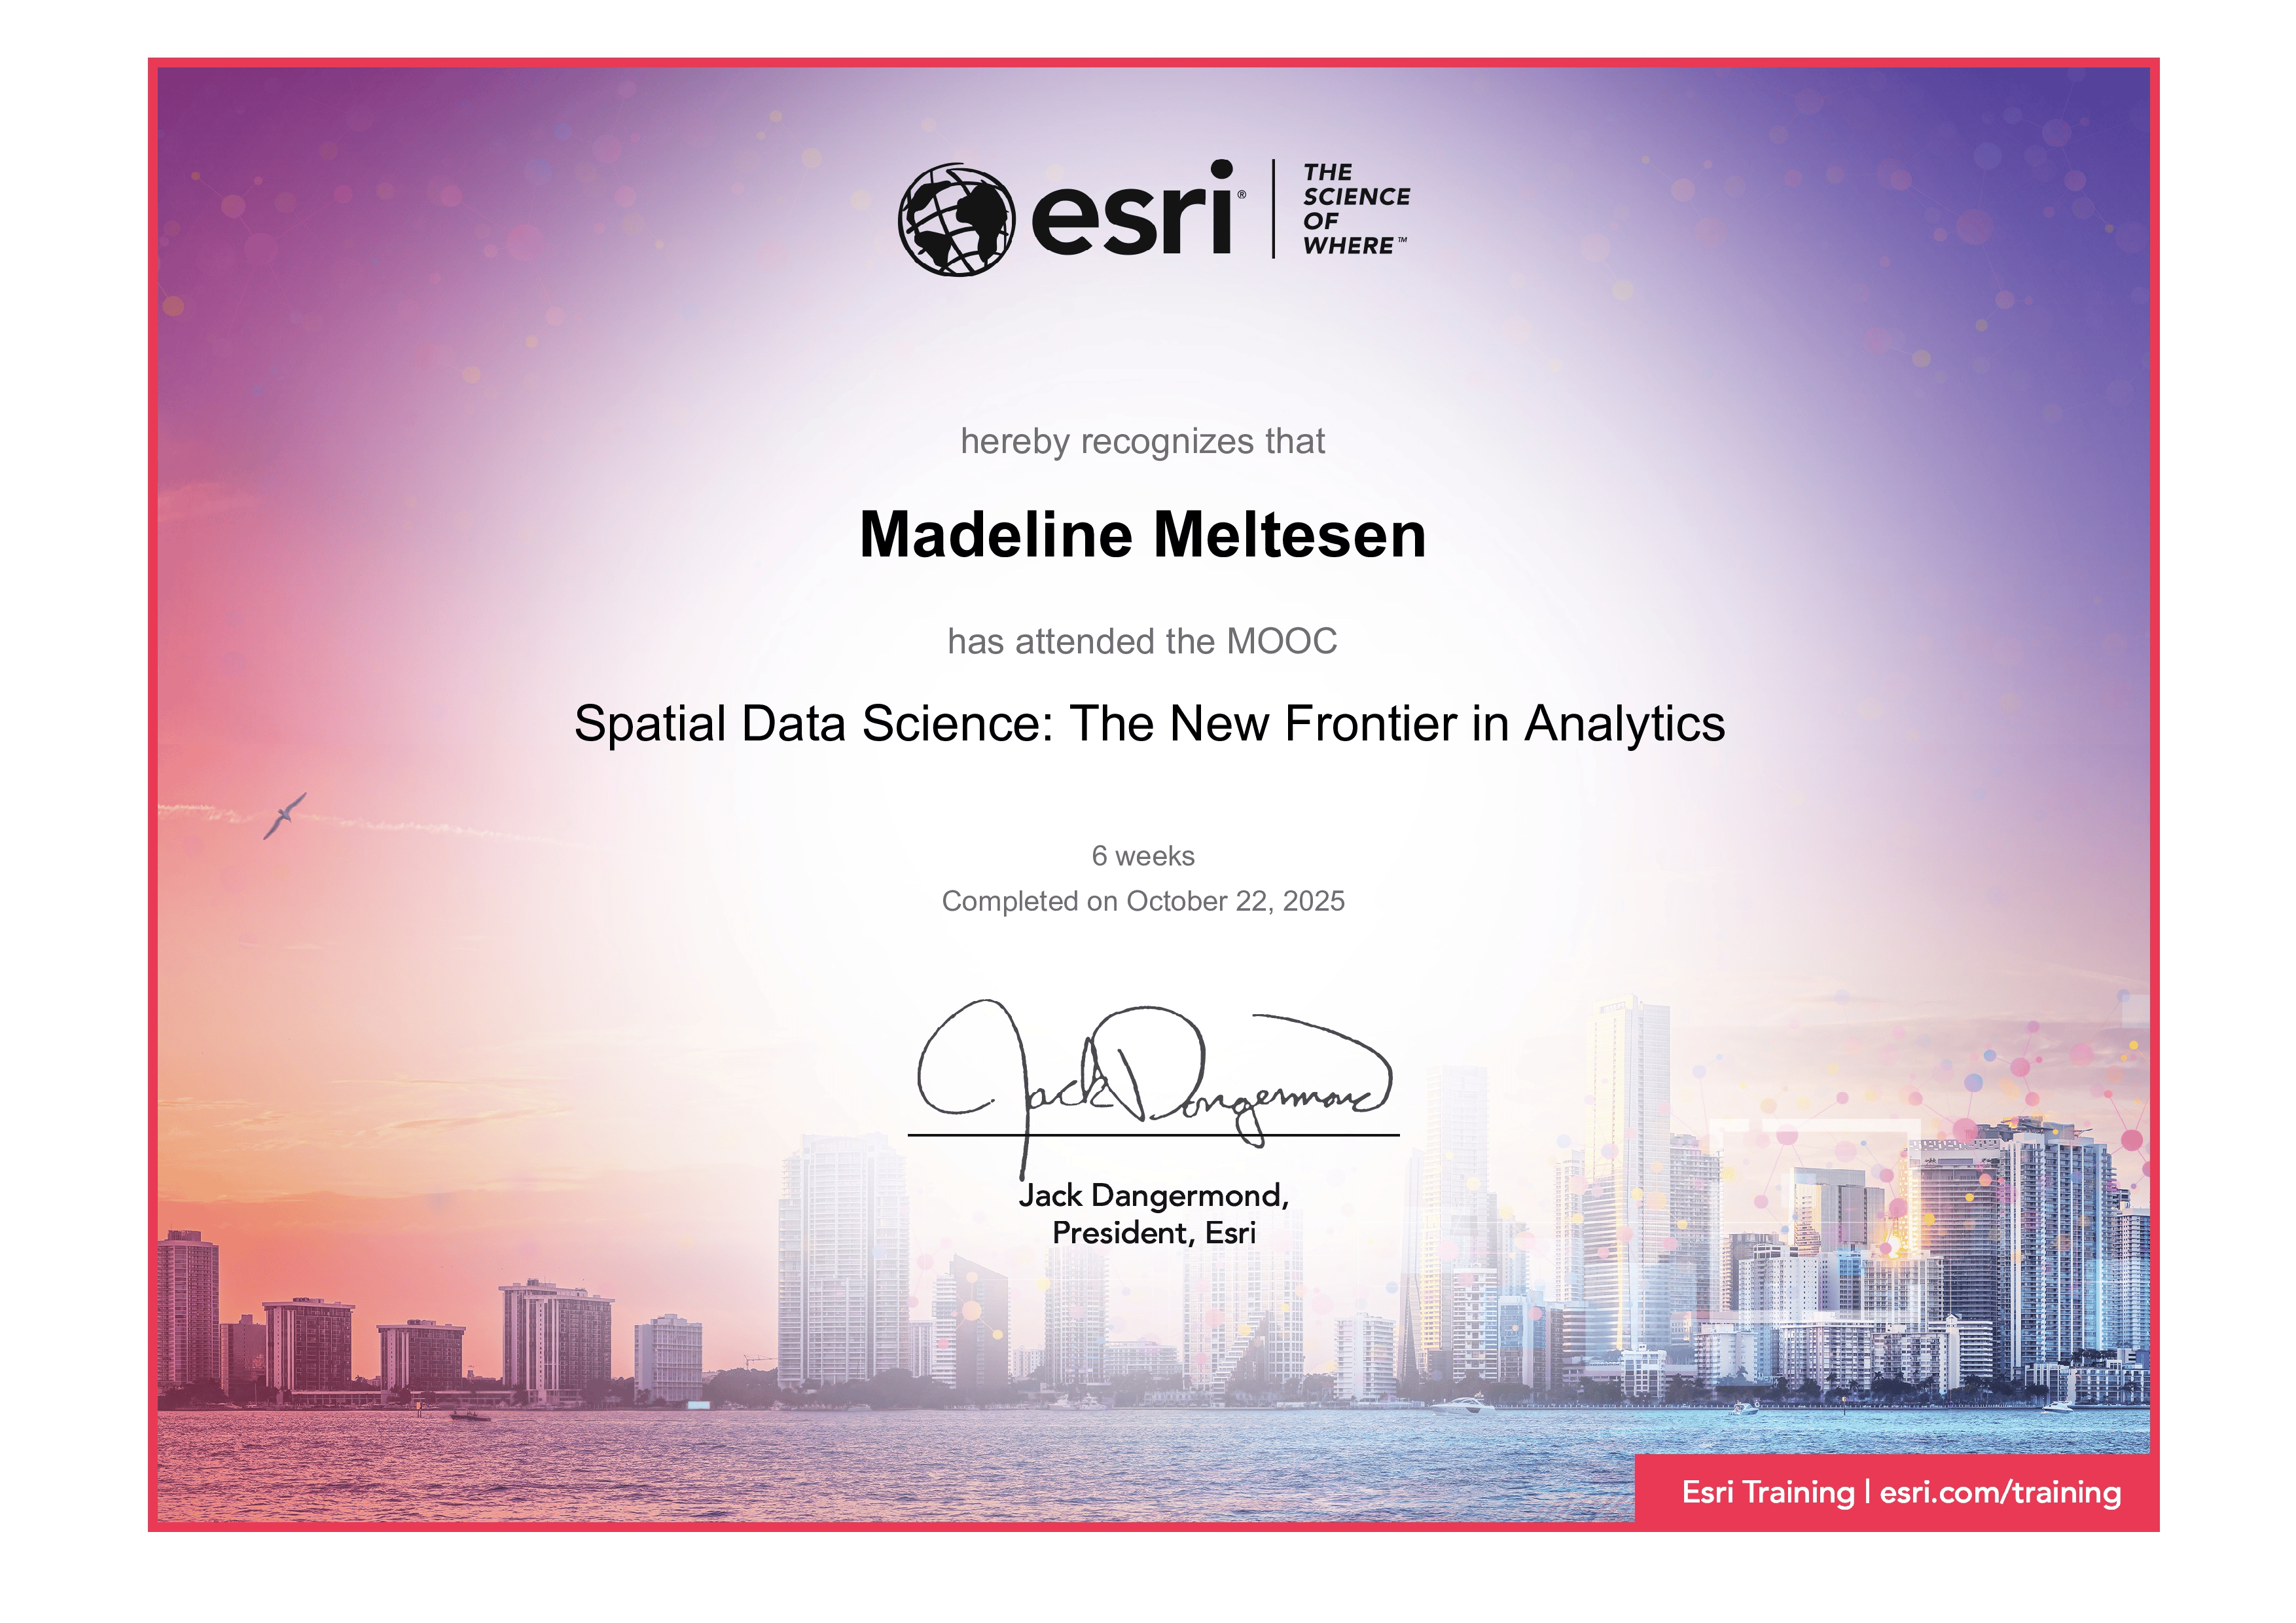 esri®
THE
SCIENCE
OF
WHERE™
hereby recognizes that
Madeline Meltesen
has attended the MOOC
Spatial Data Science: The New Frontier in Analytics
6 weeks
Completed on October 22, 2025
Jack Dangermond
Jack Dangermond,
President, Esri
Esri Training | esri.com/training